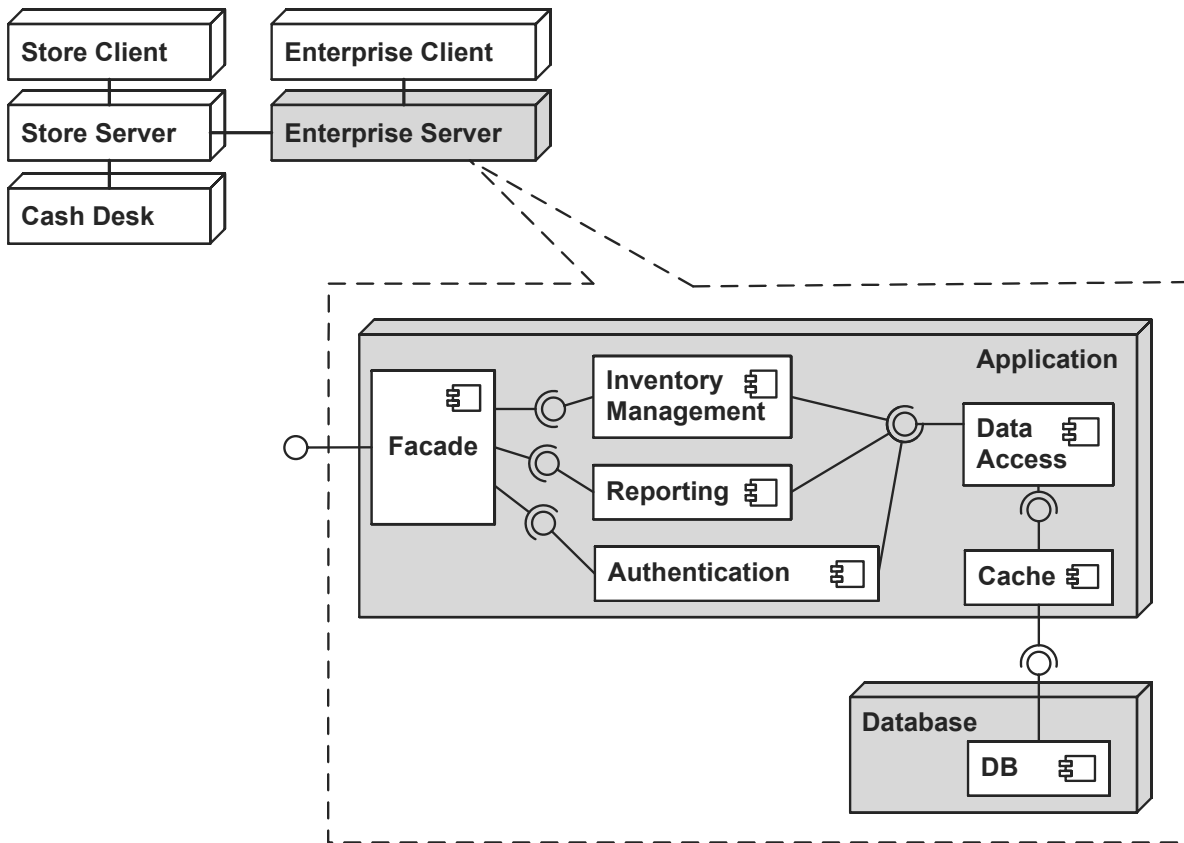 Store Client
Enterprise Client
Store Server
Enterprise Server
Cash Desk
Application
Inventory
Management
Facade
Data
Access
Reporting
Authentication
Cache
Database
DB